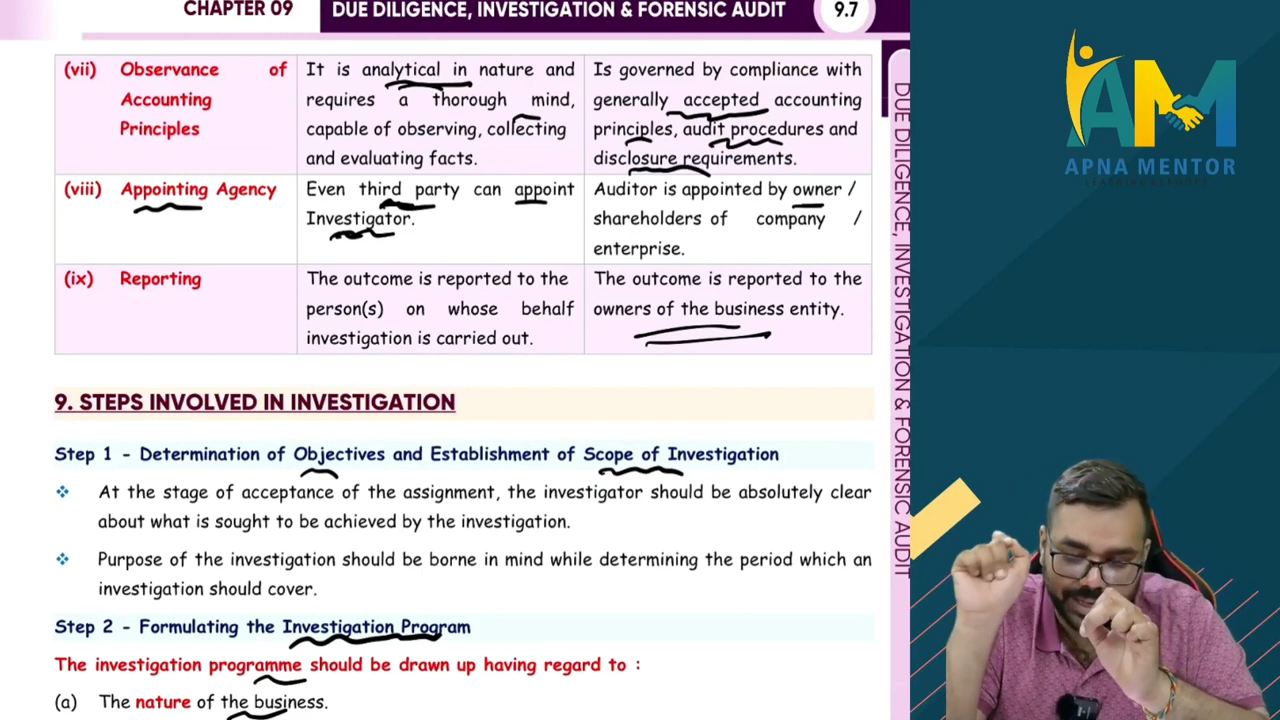 CHAPTER 09
DUE DILIGENCE, INVESTIGATION & FORENSIC AUDIT
9.7
(vii) Observance of
Accounting
Principles
It is analytical in nature and
requires a thorough mind,
capable of observing, collecting
and evaluating facts.
Is governed by compliance with
generally accepted accounting
principles, audit procedures and
disclosure requirements.
(viii) Appointing Agency
Even third party can appoint
Investigator.
Auditor is appointed by owner /
shareholders of company /
enterprise.
(ix) Reporting
The outcome is reported to the
person(s) on whose behalf
investigation is carried out.
The outcome is reported to the
owners of the business entity.
9. STEPS INVOLVED IN INVESTIGATION
Step 1 - Determination of Objectives and Establishment of Scope of Investigation
❖ At the stage of acceptance of the assignment, the investigator should be absolutely clear
about what is sought to be achieved by the investigation.
❖ Purpose of the investigation should be borne in mind while determining the period which an
investigation should cover.
Step 2 - Formulating the Investigation Program
The investigation programme should be drawn up having regard to :
(a) The nature of the business.
DUE DILIGENCE, INVESTIGATION & FORENSIC AUDIT
AM
APNA MENTOR